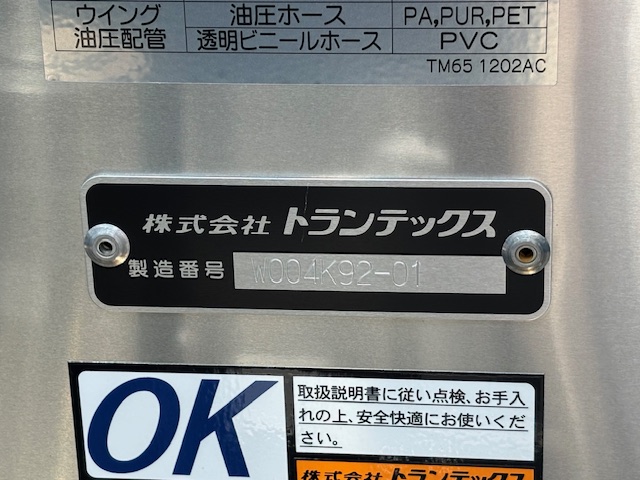 ウイング 油圧ホース PA,PUR,PET
油圧配管 透明ビニールホース PVC
TM65 1202AC
株式会社 トランテックス
製造番号 W004K92-01
OK
取扱説明書に従い点検、お手入
れの上、安全快適にお使いくだ
さい。
株式会社 トランテックス